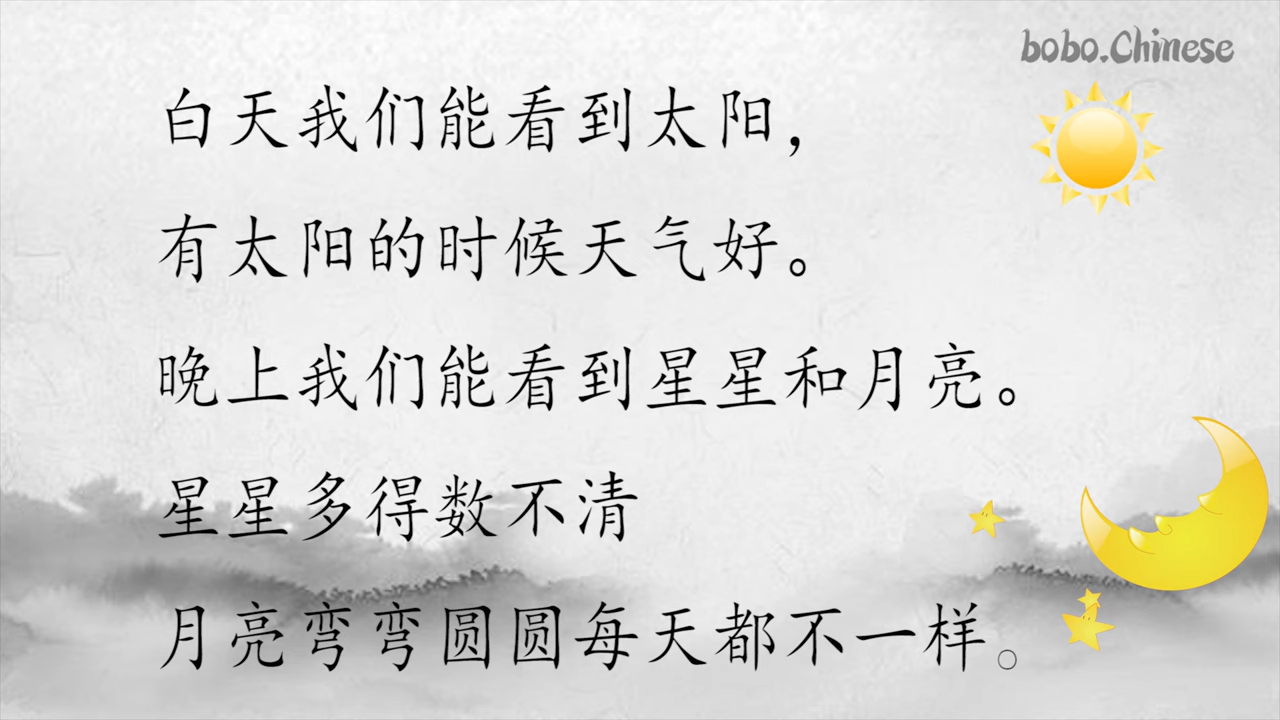 bobo.Chinese
白天我们能看到太阳，
有太阳的时候天气好。
晚上我们能看到星星和月亮。
星星多得数不清
月亮弯弯圆圆每天都不一样。